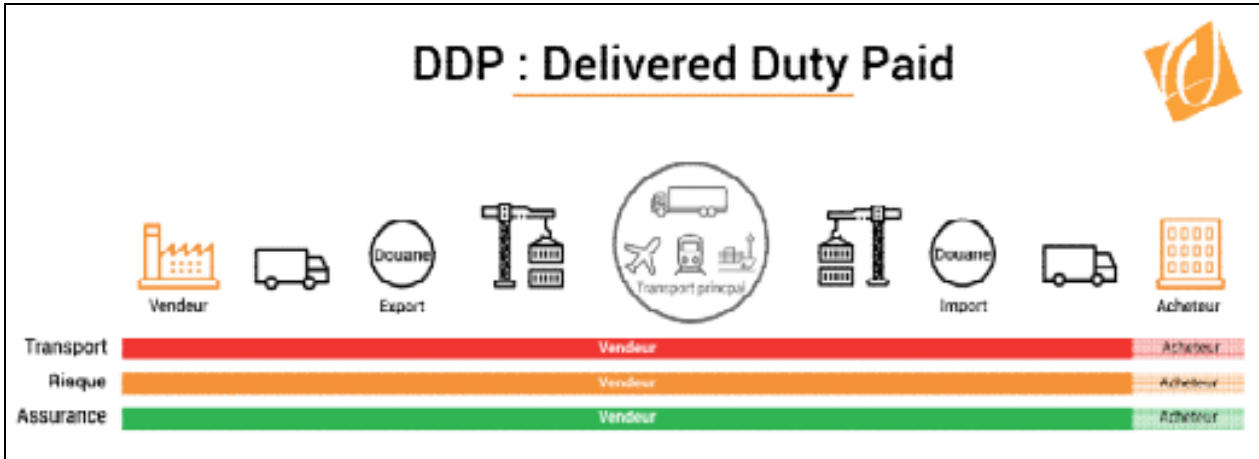 DDP : Delivered Duty Paid
Douane
Douane
Transport principal
Vendeur
Export
Import
Acheteur
Transport
Vendeur
Acheteur
Risque
Vendeur
Acheteur
Assurance
Vendeur
Acheteur